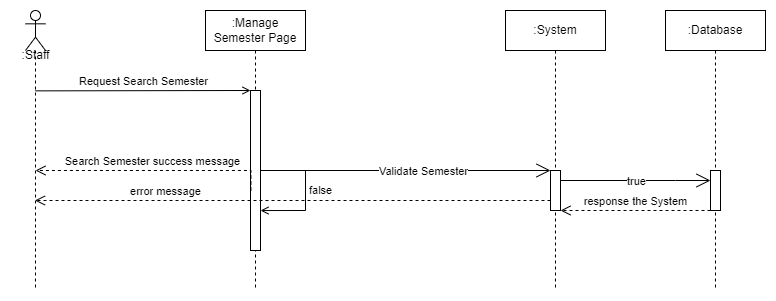 :Staff
:Manage
Semester Page
:System
:Database
Request Search Semester
Search Semester success message
Validate Semester
true
error message
false
response the System